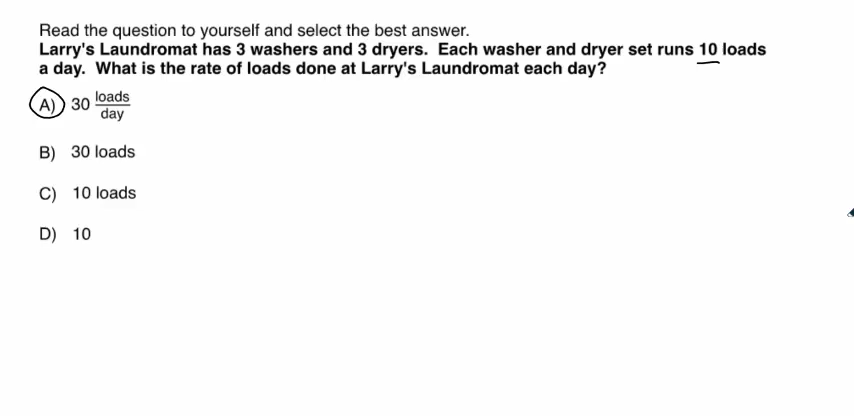 Read the question to yourself and select the best answer.
Larry's Laundromat has 3 washers and 3 dryers. Each washer and dryer set runs 10 loads
a day. What is the rate of loads done at Larry's Laundromat each day?
A) 30 loads
day
B) 30 loads
C) 10 loads
D) 10